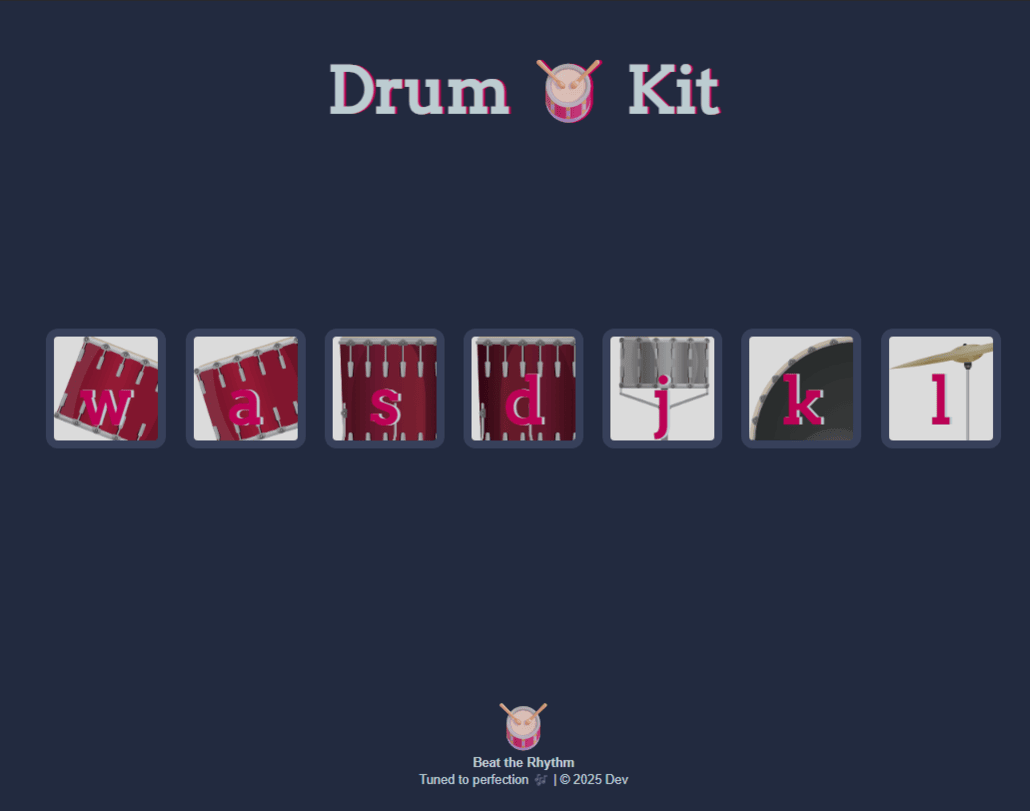 Drum 🥁 Kit
w a s d j k l
Beat the Rhythm
Tuned to perfection 🎶 | © 2025 Dev